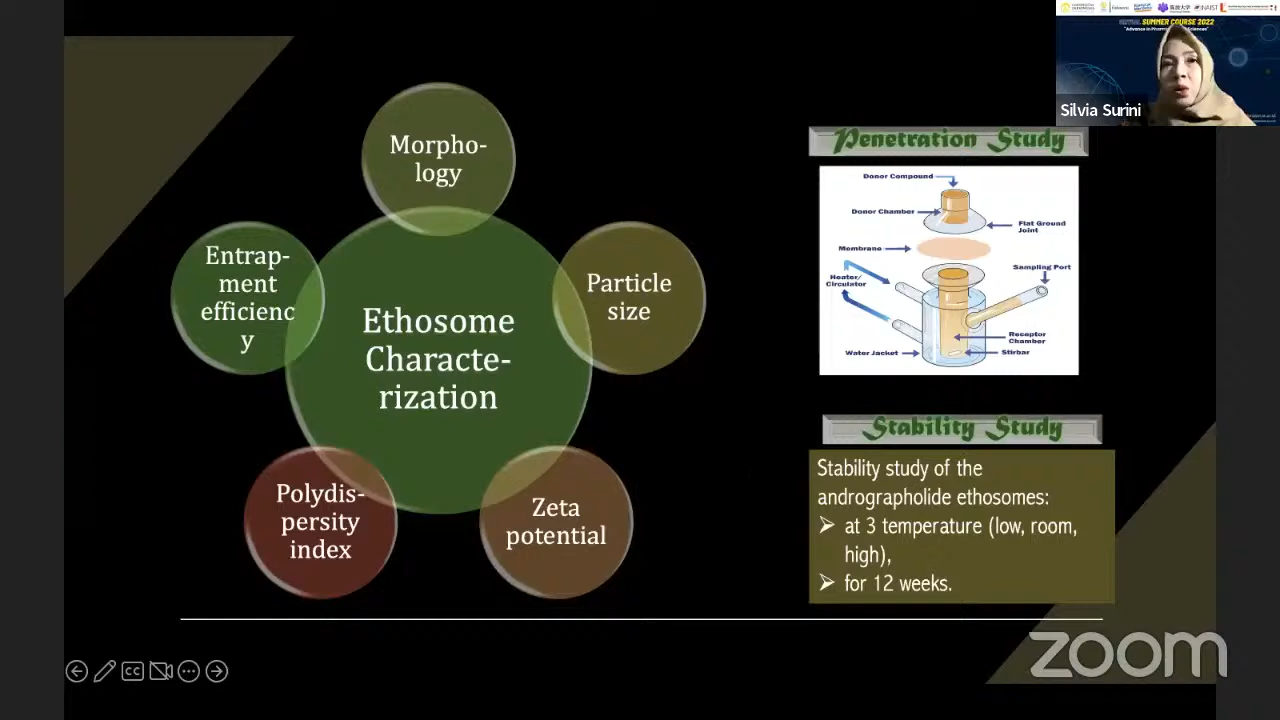 SUMMER COURSE 2022
Silvia Surini
Morpho-
logy
Entrap-
ment
efficienc
y
Particle
size
Ethosome
Characte-
rization
Polydis-
persity
index
Zeta
potential
Penetration Study
Donor Compound
Donor Chamber
Flat Ground
Joint
Membrane
Sampling Port
Heater/
Circulator
Receptor
Chamber
Water Jacket
Stirbar
Stability Study
Stability study of the
andrographolide ethosomes:
➢ at 3 temperature (low, room,
high),
➢ for 12 weeks.
CC
zoom